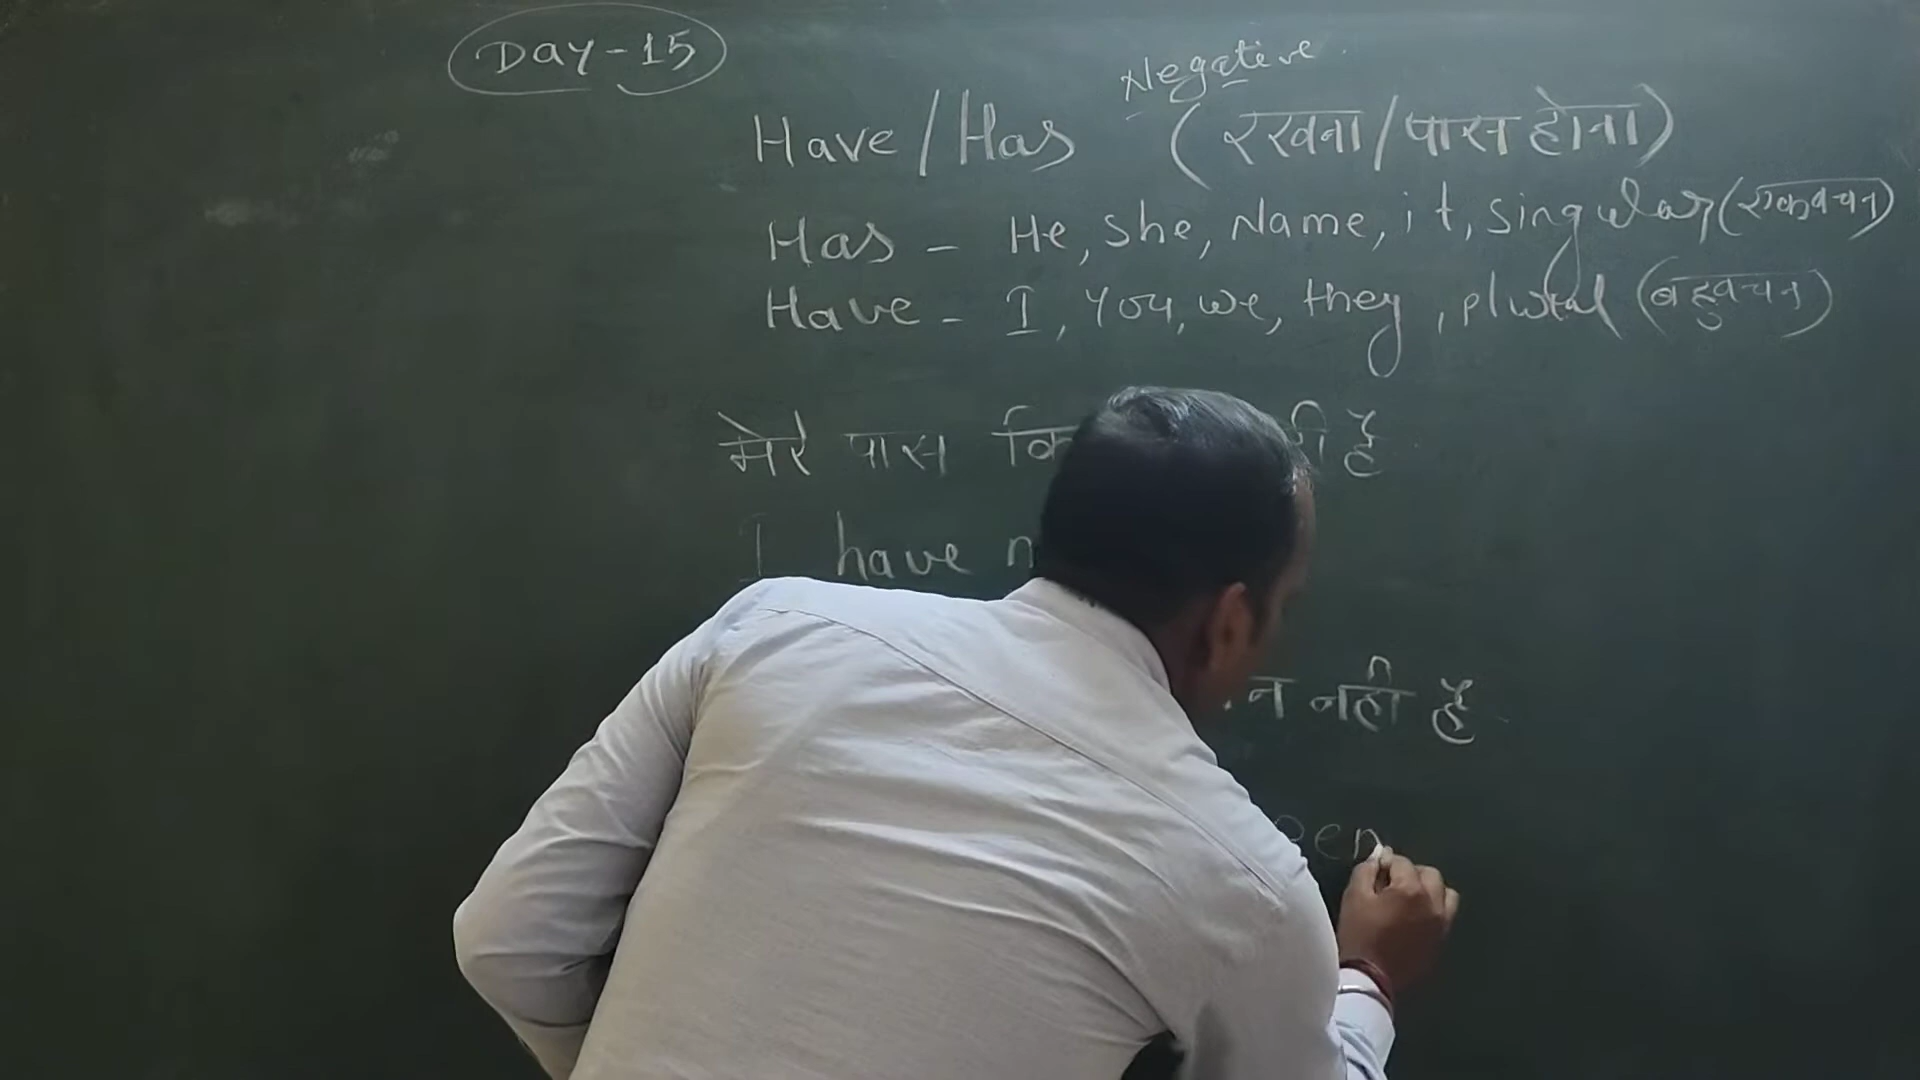 Day-15
Negative
Have/Has (रखना/पास होना)
Has - He, she, Name, it, singular (एकवचन)
Have - I, you, we, they, plural (बहुवचन)
मेरे पास है
I have
नही है
pen